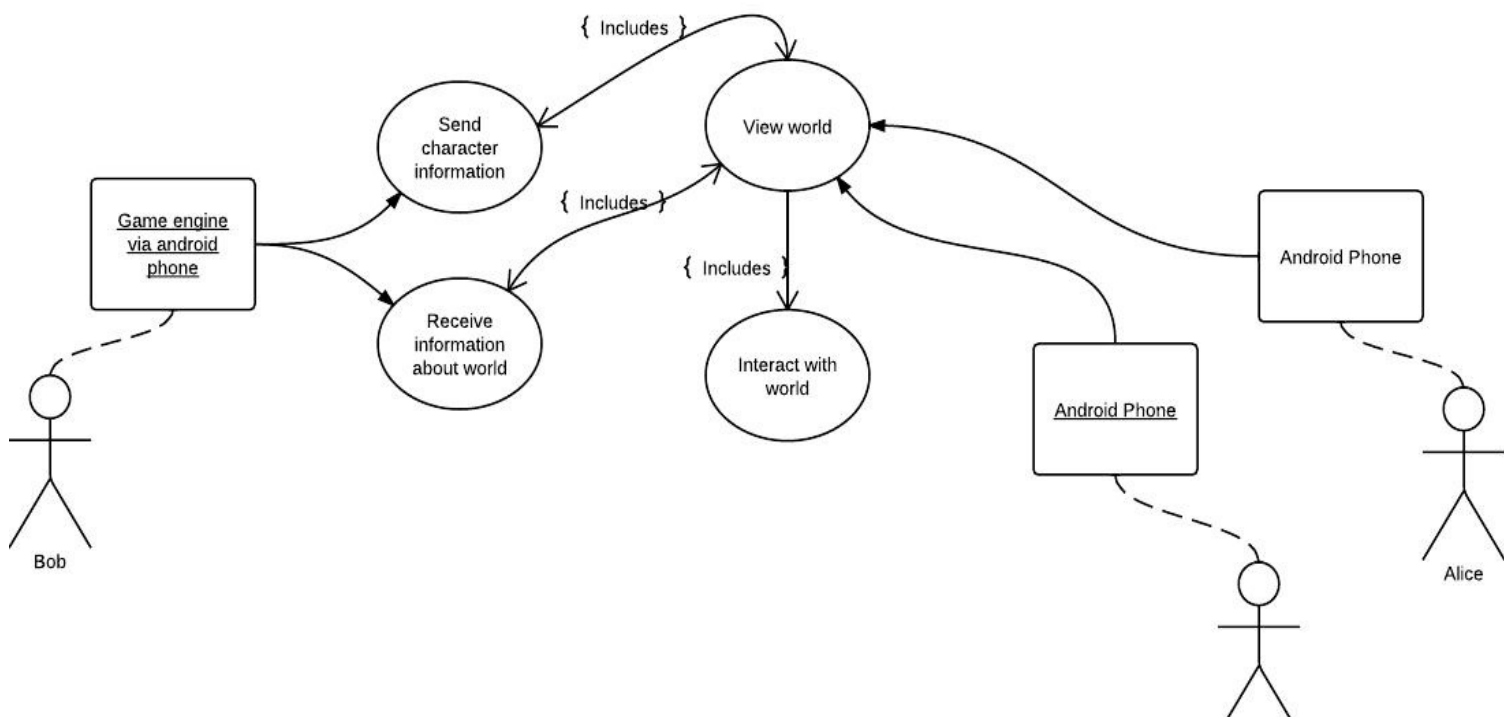 { Includes }
Send
character
information
View world
Game engine
via android
phone
{ Includes }
Android Phone
{ Includes }
Receive
information
about world
Interact with
world
Android Phone
Bob
Alice